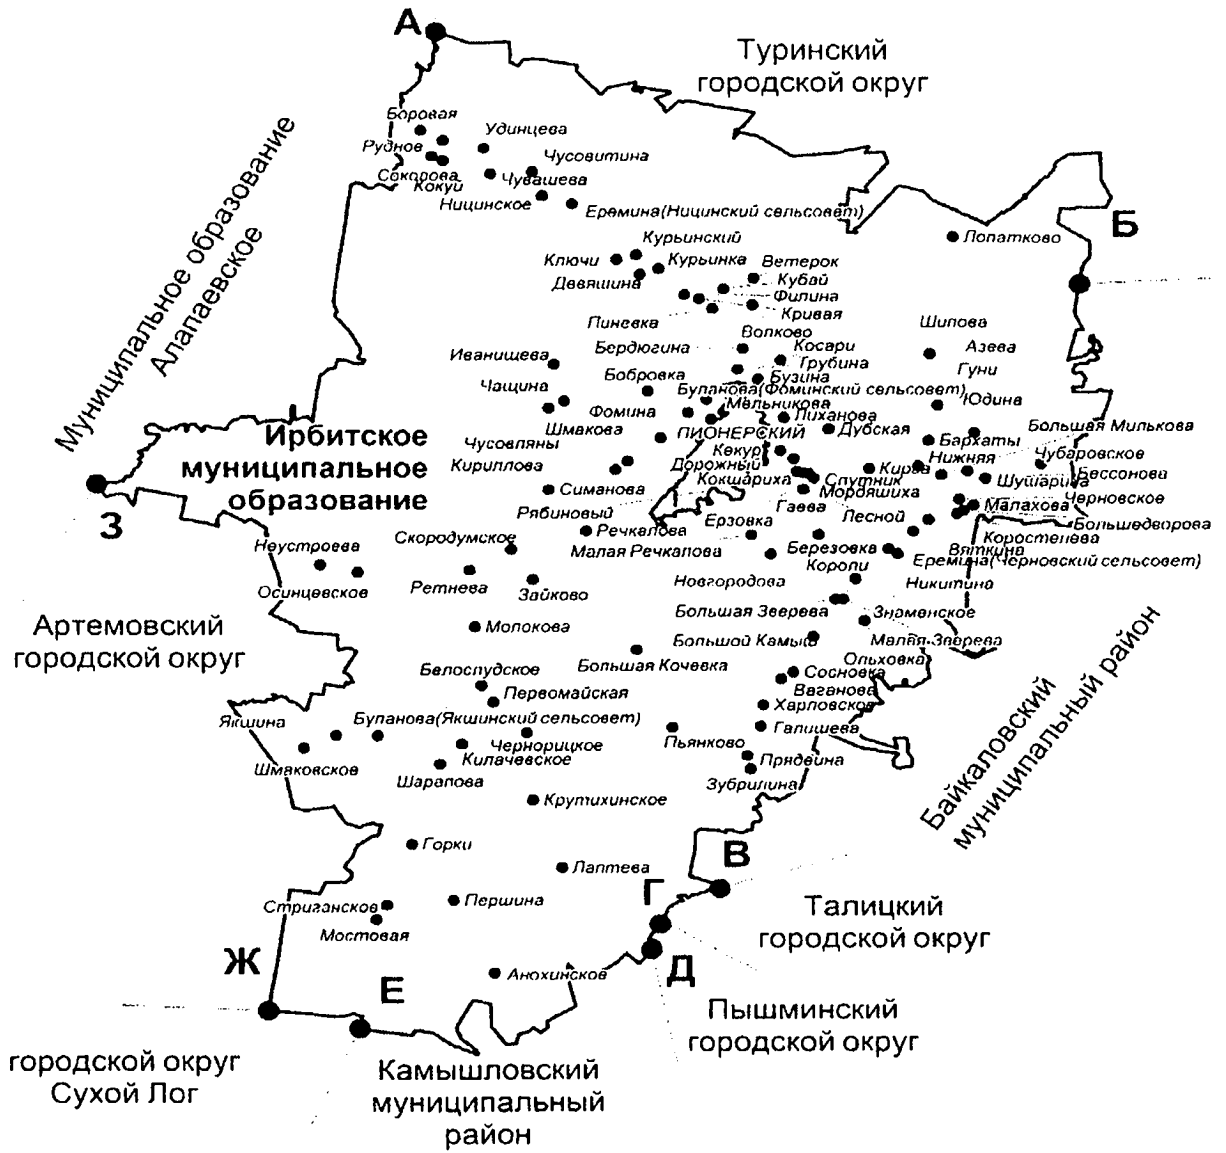 А
Туринский
городской округ
Боровая
Удинцева
Руднов
Чусовитина
Соколова
Кокуй
Чувашева
Ницинское
Еремина(Ницинский сельсовет)
Б
Муниципальное образование
Алапаевское
Лопатково
Курьинский
Ключи
Курьинка
Ветерок
Девяшина
Кубай
Филина
Кривая
Пиневка
Волково
Шипова
Бердюгина
Косари
Азева
Иванищева
Трубина
Гуни
Бобровка
Бузина
Чащина
Буланова(Фоминский сельсовет)
Юдина
Фомина
Мельникова
Лиханова
Большая Милькова
Шмакова
ПИОНЕРСКИЙ
Дубская
Бархаты
Ирбитское
муниципальное
образование
Чусовляны
Кекур
Нижняя
Чубаровское
Кириллова
Дорожный
Кирга
Бессонова
Кокшариха
Спутник
Шушарина
Симанова
Мордяшиха
Черновское
Рябиновый
Гаева
Малахова
З
Речкалова
Ерзовка
Лесной
Большедворова
Неустроева
Скородумское
Коростелева
Малая Речкалова
Березовка
Вяткина
Осинцевское
Ретнева
Зайково
Новгородова
Короли
Еремина(Черновский сельсовет)
Никитина
Артемовский
городской округ
Молокова
Большая Зверева
Знаменское
Большой Камыш
Малая Зверева
Белослудское
Большая Кочевка
Ольховка
Первомайская
Сосновка
Ваганова
Якшина
Буланова(Якшинский сельсовет)
Харловское
Чернорицкое
Пьянково
Галишева
Шмаковское
Килачевское
Прядеина
Шарапова
Зубрилина
Байкаловский
муниципальный район
Крутихинское
Горки
Лаптева
В
Стриганское
Першина
Г
Талицкий
городской округ
Мостовая
Ж
Анохинское
Д
Е
Пышминский
городской округ
городской округ
Сухой Лог
Камышловский
муниципальный
район